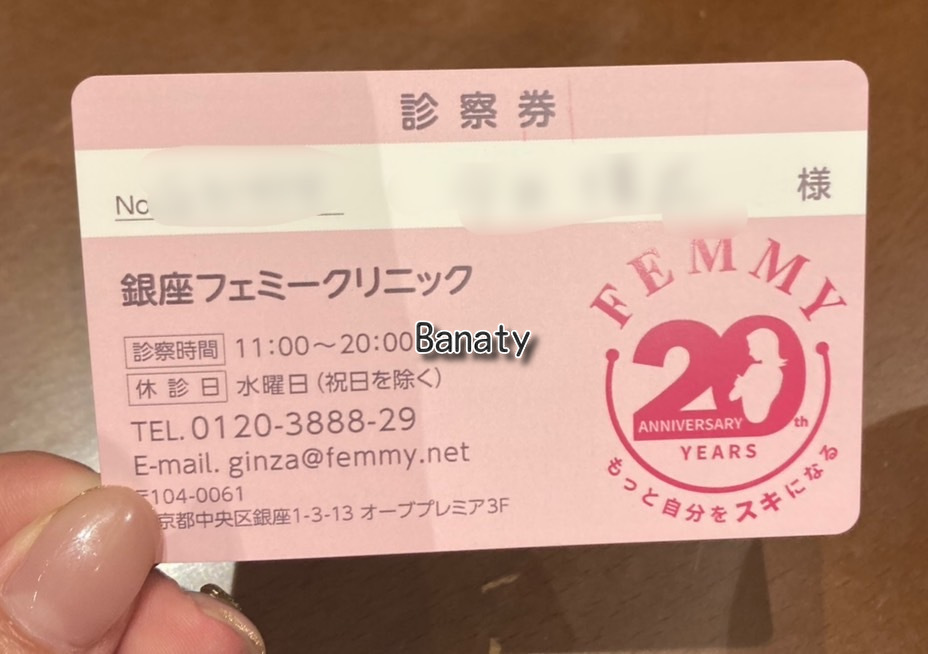 診察券
No
様
銀座フェミークリニック
診察時間 11:00～20:00
休診日 水曜日（祝日を除く）
TEL. 0120-3888-29
E-mail. ginza@femmy.net
〒104-0061
京都中央区銀座1-3-13 オーブプレミア3F
FEMMY
20th
ANNIVERSARY
YEARS
もっと自分をスキになる
Banaty